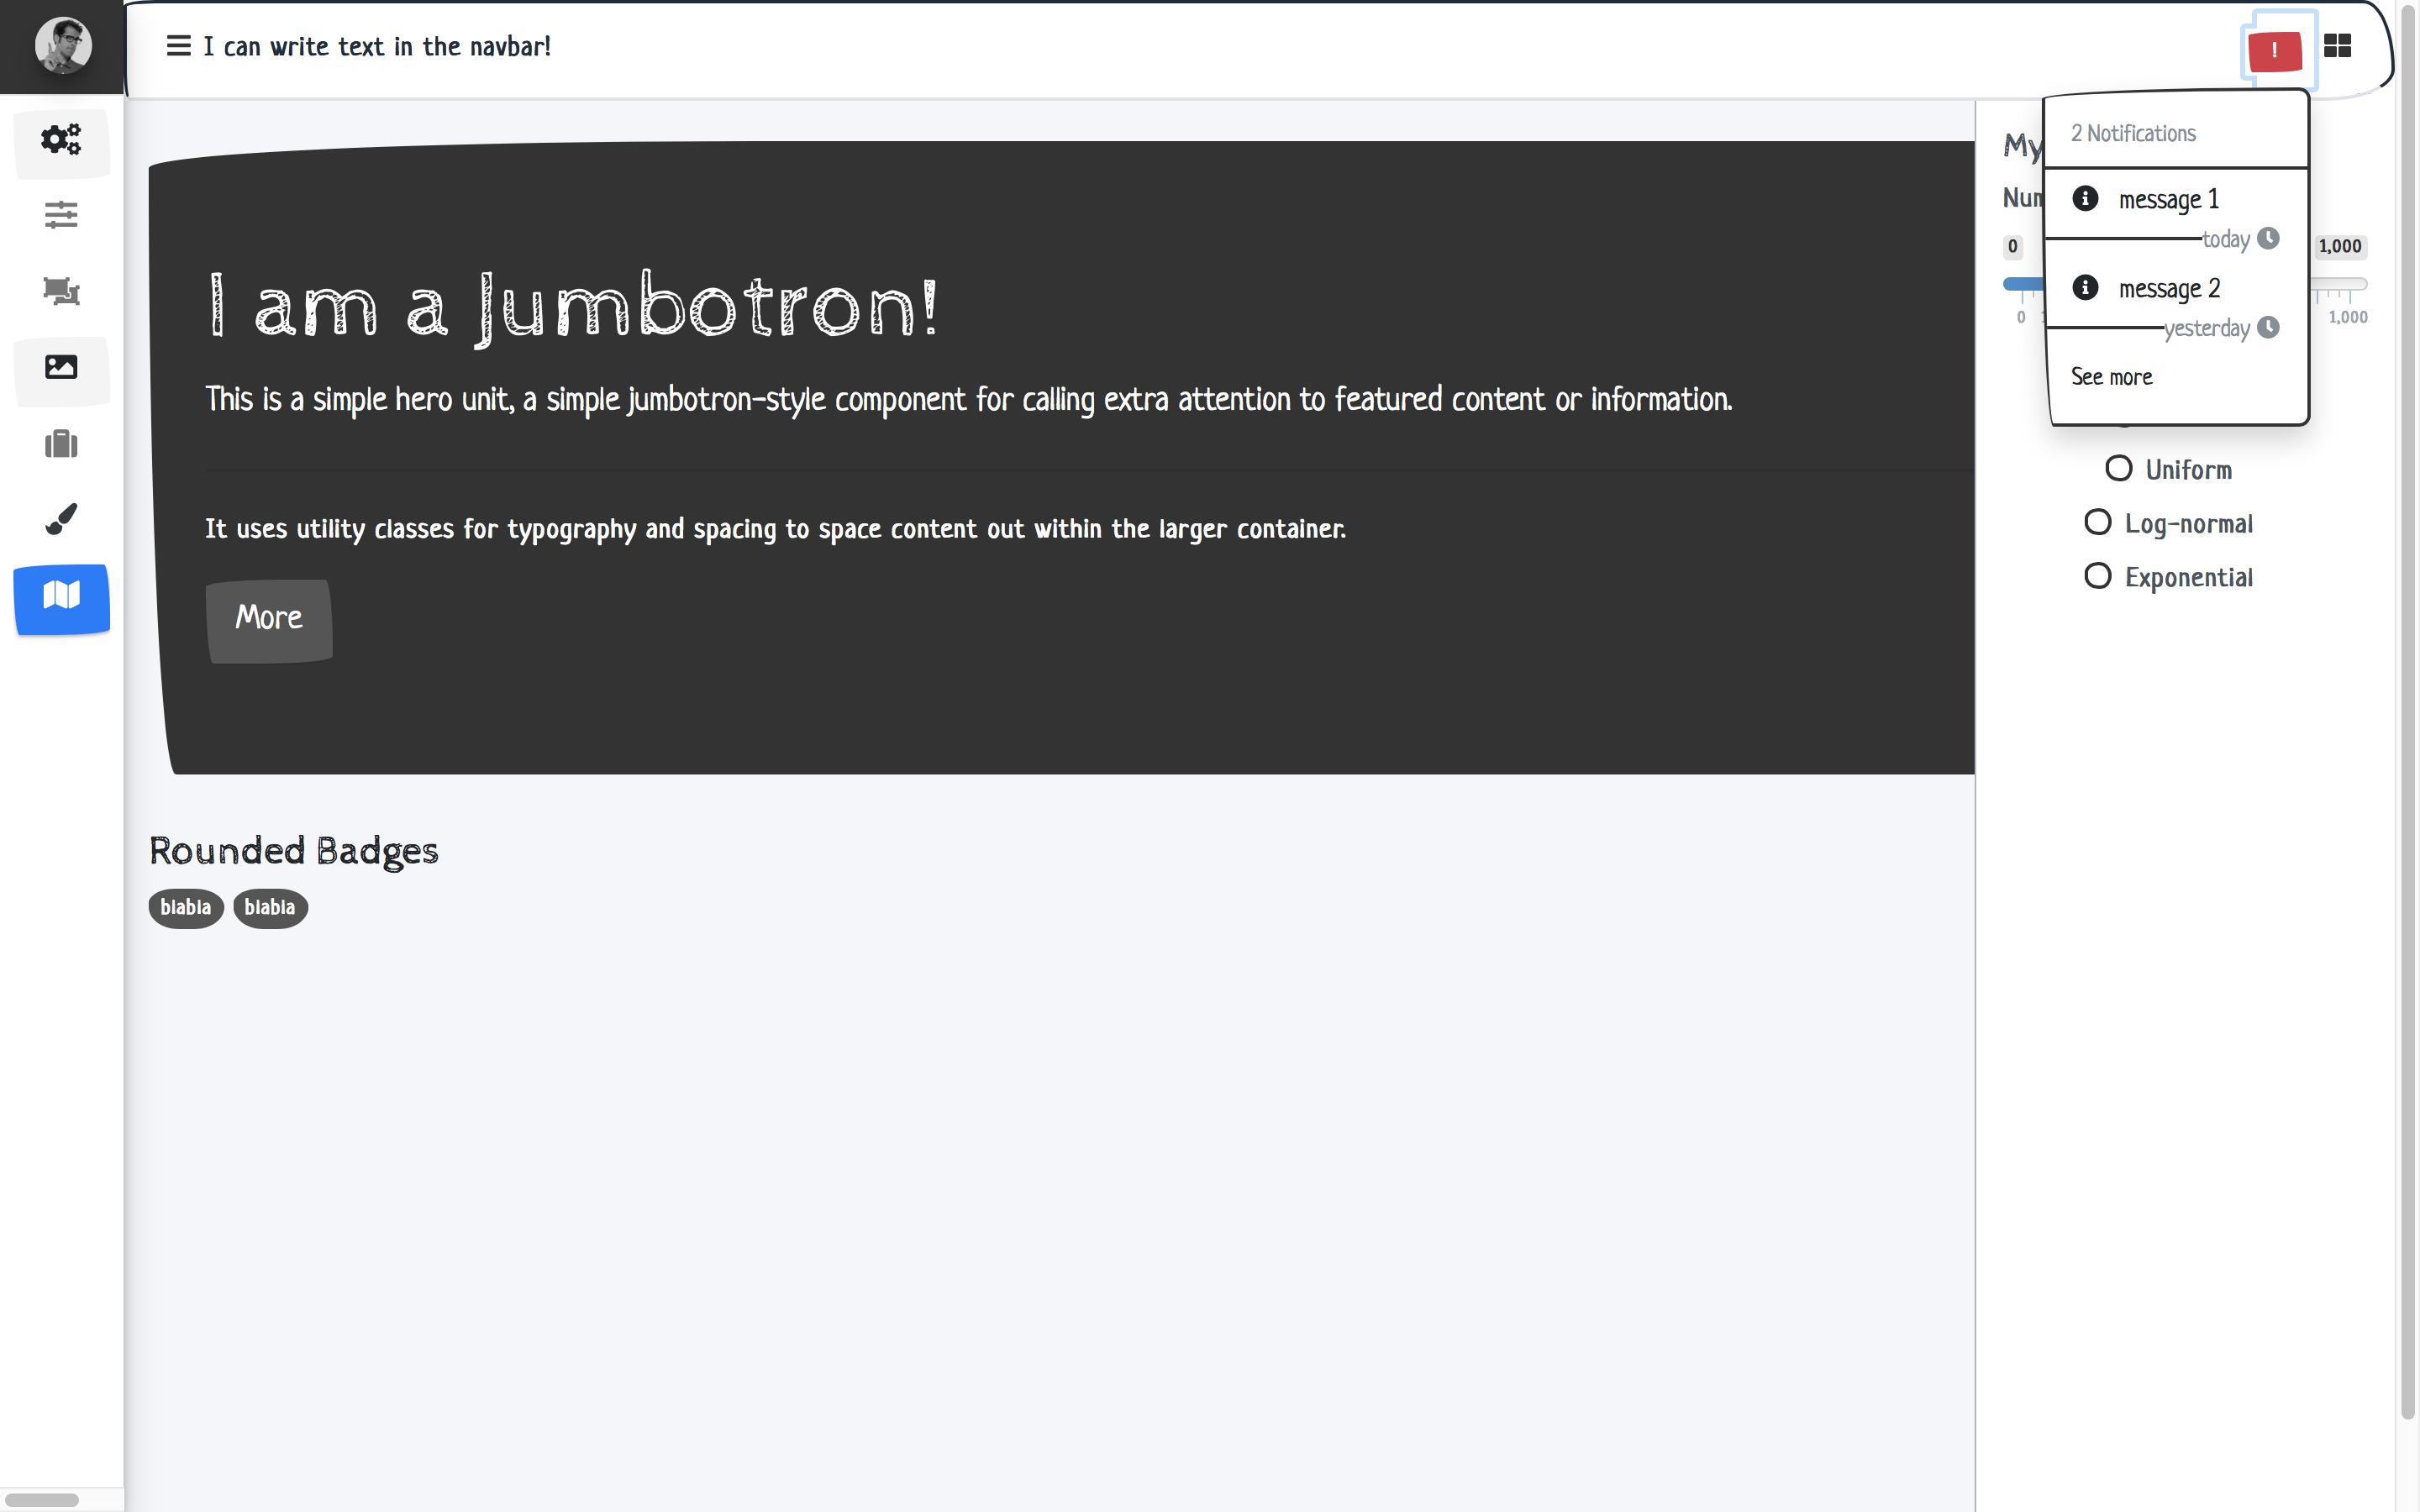 I can write text in the navbar!
!
2 Notifications
message 1
today
message 2
yesterday
See more
My
Num
0
1,000
0
1,000
Uniform
Log-normal
Exponential
I am a Jumbotron!
This is a simple hero unit, a simple jumbotron-style component for calling extra attention to featured content or information.
It uses utility classes for typography and spacing to space content out within the larger container.
More
Rounded Badges
blabla
blabla